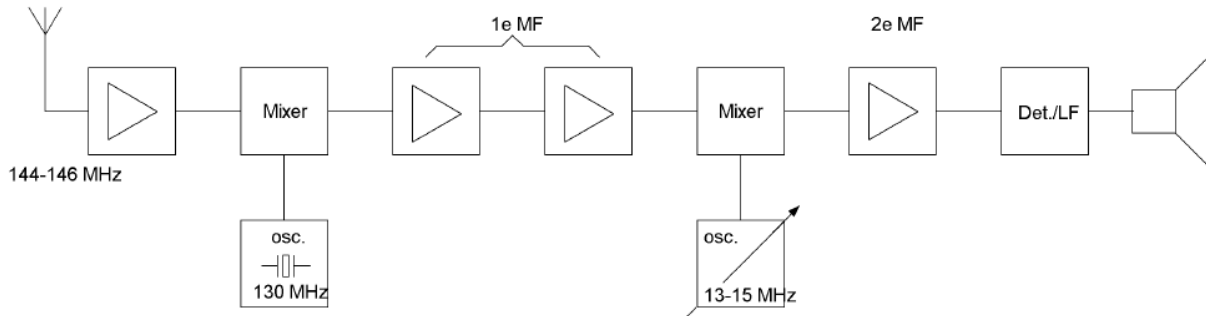 1e MF
2e MF
Mixer
Mixer
Det./LF
144-146 MHz
osc.
130 MHz
osc.
13-15 MHz